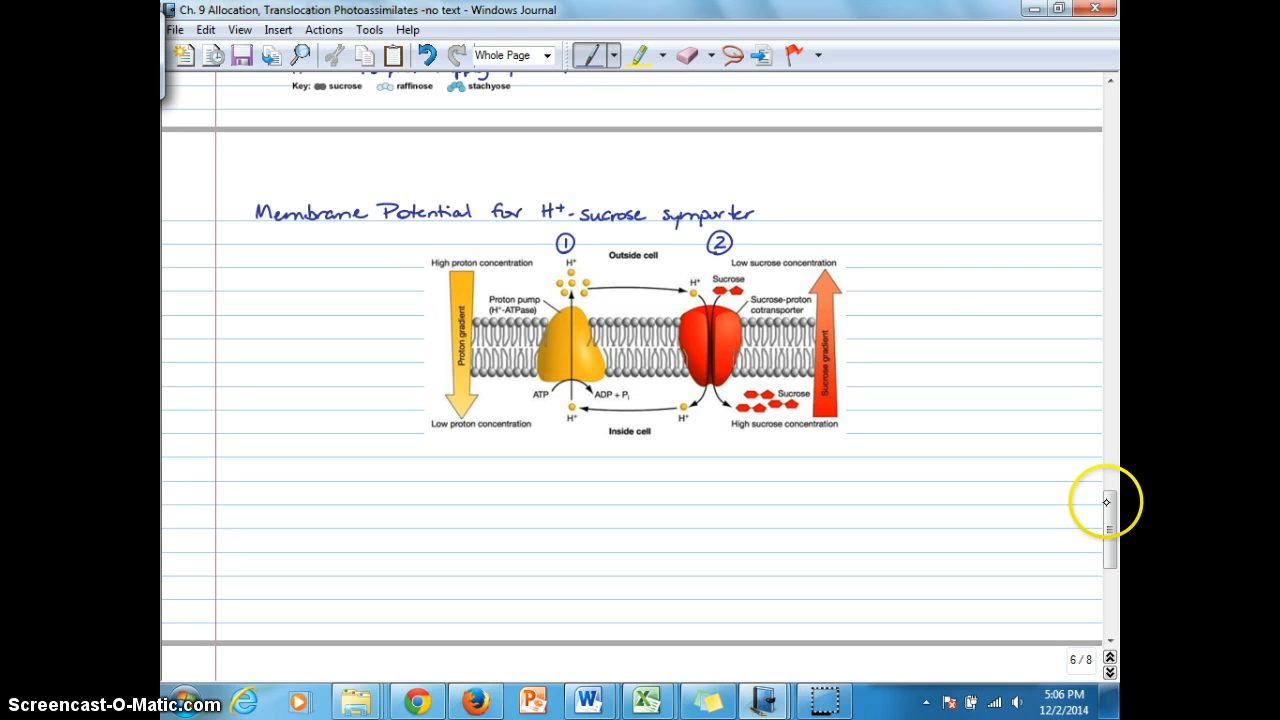 Ch. 9 Allocation, Translocation Photoassimilates -no text - Windows Journal
File Edit View Insert Actions Tools Help
Whole Page
Key: sucrose raffinose stachyose
Membrane Potential for H+-sucrose symporter
1 2
High proton concentration
H+
Outside cell
Low sucrose concentration
Proton pump
(H+-ATPase)
H+
Sucrose
Sucrose-proton
cotransporter
Proton gradient
Sucrose gradient
ATP
ADP + Pi
Sucrose
H+
H+
Low proton concentration
Inside cell
High sucrose concentration
6 / 8
5:06 PM
12/2/2014
Screencast-O-Matic.com